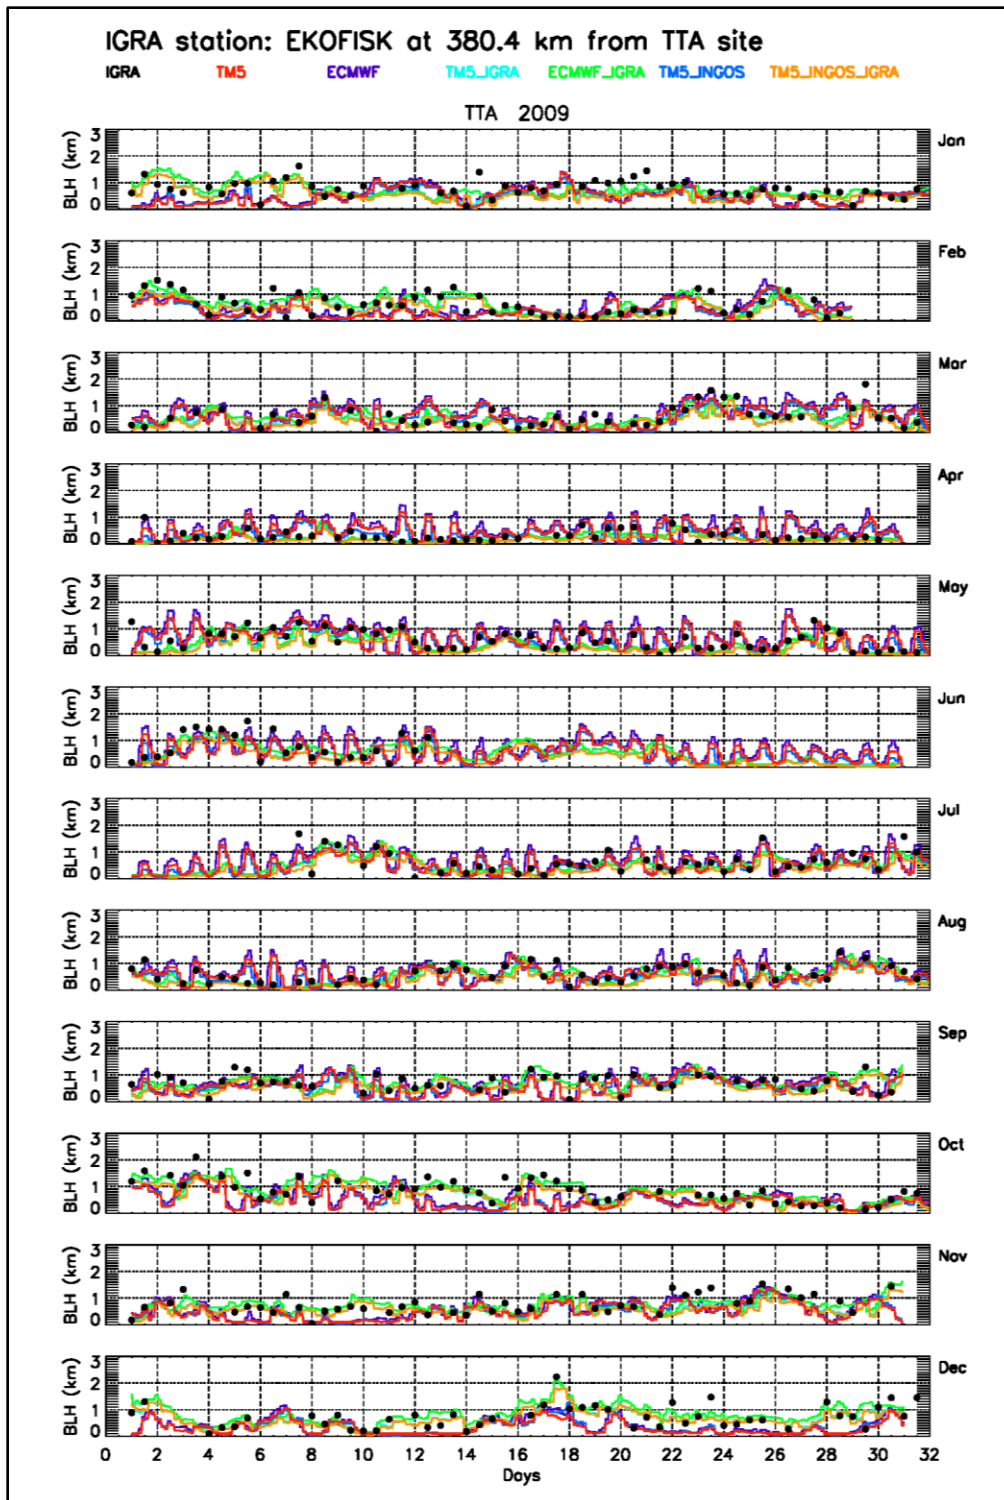 IGRA station: EKOFISK at 380.4 km from TTA site
IGRA TM5 ECMWF TM5_IGRA ECMWF_IGRA TM5_INGOS TM5_INGOS_IGRA
TTA 2009
3
2
1
0
BLH (km)
Jan
3
2
1
0
BLH (km)
Feb
3
2
1
0
BLH (km)
Mar
3
2
1
0
BLH (km)
Apr
3
2
1
0
BLH (km)
May
3
2
1
0
BLH (km)
Jun
3
2
1
0
BLH (km)
Jul
3
2
1
0
BLH (km)
Aug
3
2
1
0
BLH (km)
Sep
3
2
1
0
BLH (km)
Oct
3
2
1
0
BLH (km)
Nov
3
2
1
0
BLH (km)
Dec
0 2 4 6 8 10 12 14 16 18 20 22 24 26 28 30 32
Days